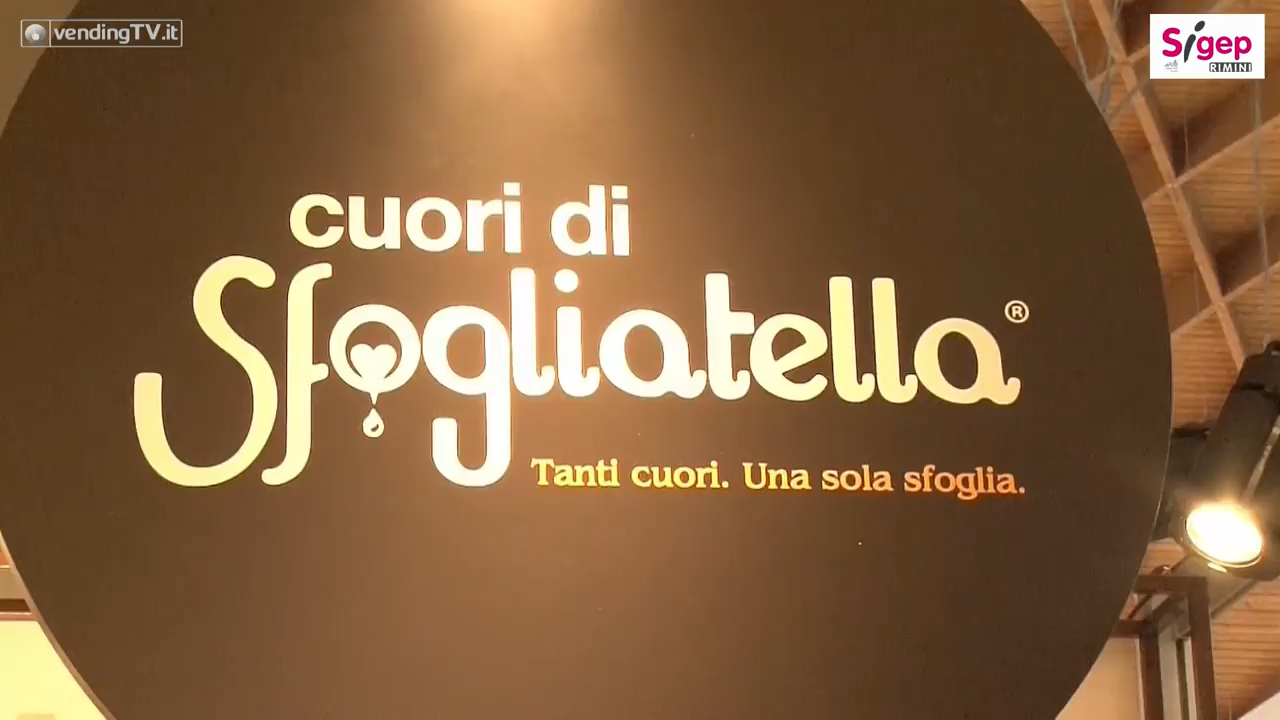 vendingTV.it
Sigep
RIMINI
cuori di
Sfogliatella®
Tanti cuori. Una sola sfoglia.